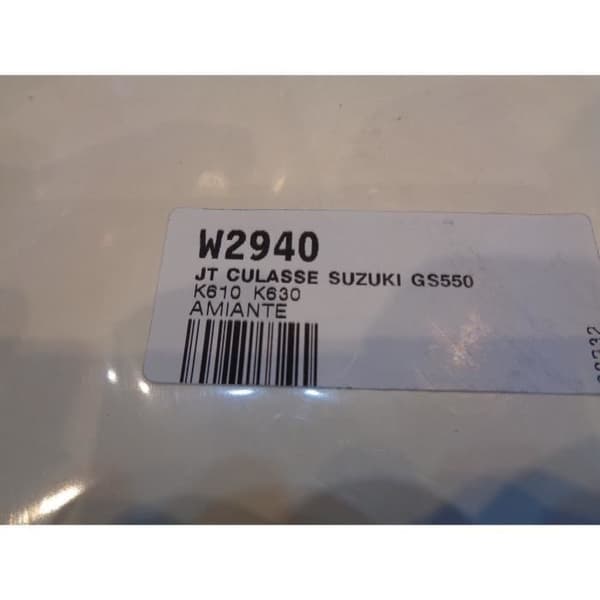 W2940
JT CULASSE SUZUKI GS550
K610 K630
AMIANTE